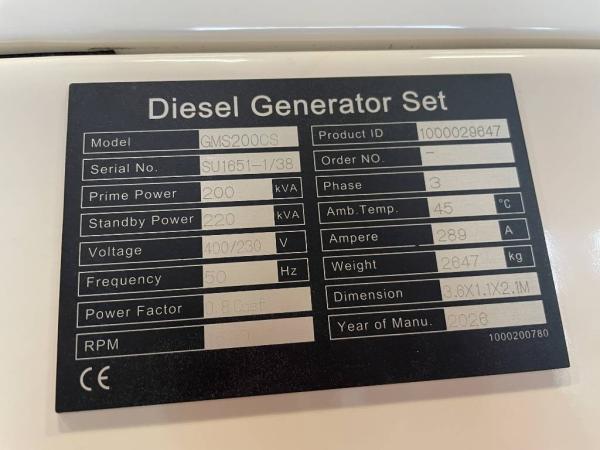 Diesel Generator Set
Model GMS200CS
Serial No. SU1651-1/38
Prime Power 200 kVA
Standby Power 220 kVA
Voltage 400/230 V
Frequency 50 Hz
Power Factor
RPM
CE
Product ID 1000029647
Order NO. -
Phase 3
Amb.Temp. 45 °C
Ampere 289 A
Weight 2647 kg
Dimension 3.6X1.1X2.1M
Year of Manu. 2026
1000200780